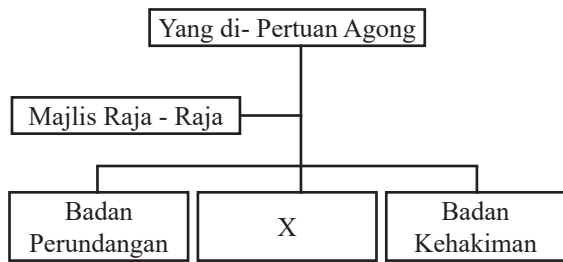 Yang di- Pertuan Agong
Majlis Raja - Raja
Badan
Perundangan
X
Badan
Kehakiman